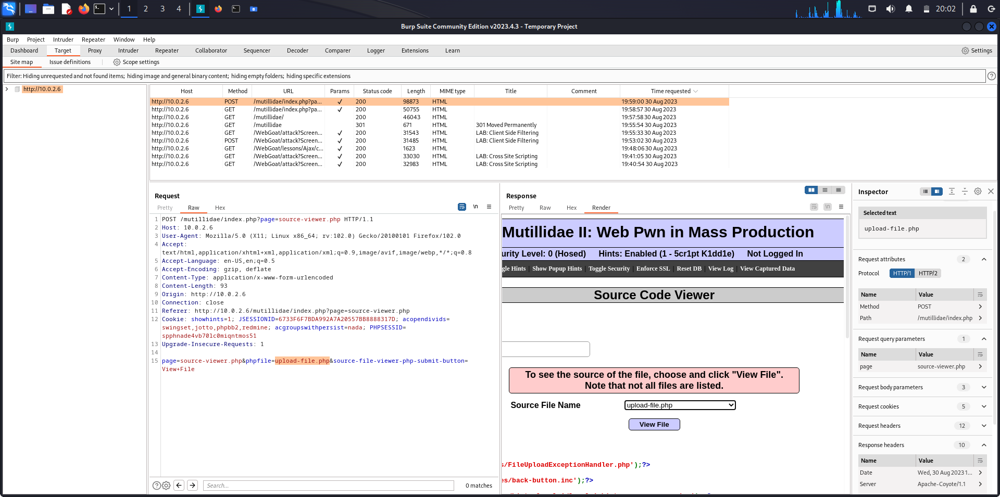 1 2 3 4 20:02
Burp Suite Community Edition v2023.4.3 - Temporary Project
Burp Project Intruder Repeater Window Help
Dashboard Target Proxy Intruder Repeater Collaborator Sequencer Decoder Comparer Logger Extensions Learn Settings
Site map Issue definitions Scope settings
Filter: Hiding unrequested and not found items; hiding image and general binary content; hiding empty folders; hiding specific extensions
http://10.0.2.6
Host Method URL Params Status code Length MIME type Title Comment Time requested
http://10.0.2.6 POST /mutillidae/index.php?pa... ✓ 200 98873 HTML 19:59:00 30 Aug 2023
http://10.0.2.6 GET /mutillidae/index.php?pa... ✓ 200 50755 HTML 19:58:57 30 Aug 2023
http://10.0.2.6 GET /mutillidae/ 200 46043 HTML 19:57:58 30 Aug 2023
http://10.0.2.6 GET /mutillidae 301 671 HTML 301 Moved Permanently 19:55:54 30 Aug 2023
http://10.0.2.6 GET /WebGoat/attack?Screen... ✓ 200 31543 HTML LAB: Client Side Filtering 19:55:33 30 Aug 2023
http://10.0.2.6 POST /WebGoat/attack?Screen... ✓ 200 31485 HTML LAB: Client Side Filtering 19:53:02 30 Aug 2023
http://10.0.2.6 GET /WebGoat/lessons/Ajax/c... ✓ 200 1623 HTML 19:48:06 30 Aug 2023
http://10.0.2.6 GET /WebGoat/attack?Screen... ✓ 200 33030 HTML LAB: Cross Site Scripting 19:41:05 30 Aug 2023
http://10.0.2.6 GET /WebGoat/attack?Screen... ✓ 200 32983 HTML LAB: Cross Site Scripting 19:40:54 30 Aug 2023
Request
Pretty Raw Hex \n
1 POST /mutillidae/index.php?page=source-viewer.php HTTP/1.1
2 Host: 10.0.2.6
3 User-Agent: Mozilla/5.0 (X11; Linux x86_64; rv:102.0) Gecko/20100101 Firefox/102.0
4 Accept:
text/html,application/xhtml+xml,application/xml;q=0.9,image/avif,image/webp,*/*;q=0.8
5 Accept-Language: en-US,en;q=0.5
6 Accept-Encoding: gzip, deflate
7 Content-Type: application/x-www-form-urlencoded
8 Content-Length: 93
9 Origin: http://10.0.2.6
10 Connection: close
11 Referer: http://10.0.2.6/mutillidae/index.php?page=source-viewer.php
12 Cookie: showhints=1; JSESSIONID=6733F6F7BDA992A7A20557BB8888317D; acopendivids=
swingset,jotto,phpbb2,redmine; acgroupswithpersist=nada; PHPSESSID=
spphnade4vb701c0miqntmos51
13 Upgrade-Insecure-Requests: 1
14
15 page=source-viewer.php&phpfile=upload-file.php&source-file-viewer-php-submit-button=
View+File
Search...
0 matches
Response
Pretty Raw Hex Render \n
Mutillidae II: Web Pwn in Mass Production
urity Level: 0 (Hosed) Hints: Enabled (1 - 5cr1pt K1dd1e) Not Logged In
gle Hints | Show Popup Hints | Toggle Security | Enforce SSL | Reset DB | View Log | View Captured Data
Source Code Viewer
To see the source of the file, choose and click "View File".
Note that not all files are listed.
Source File Name upload-file.php
View File
s/FileUploadExceptionHandler.php');?>
es/back-button.inc');?>
Inspector
Selected text
upload-file.php
Request attributes 2
Protocol HTTP/1 HTTP/2
Name Value
Method POST
Path /mutillidae/index.php
Request query parameters 1
Name Value
page source-viewer.php
Request body parameters 3
Request cookies 5
Request headers 12
Response headers 10
Name Value
Date Wed, 30 Aug 2023 1...
Server Apache-Coyote/1.1